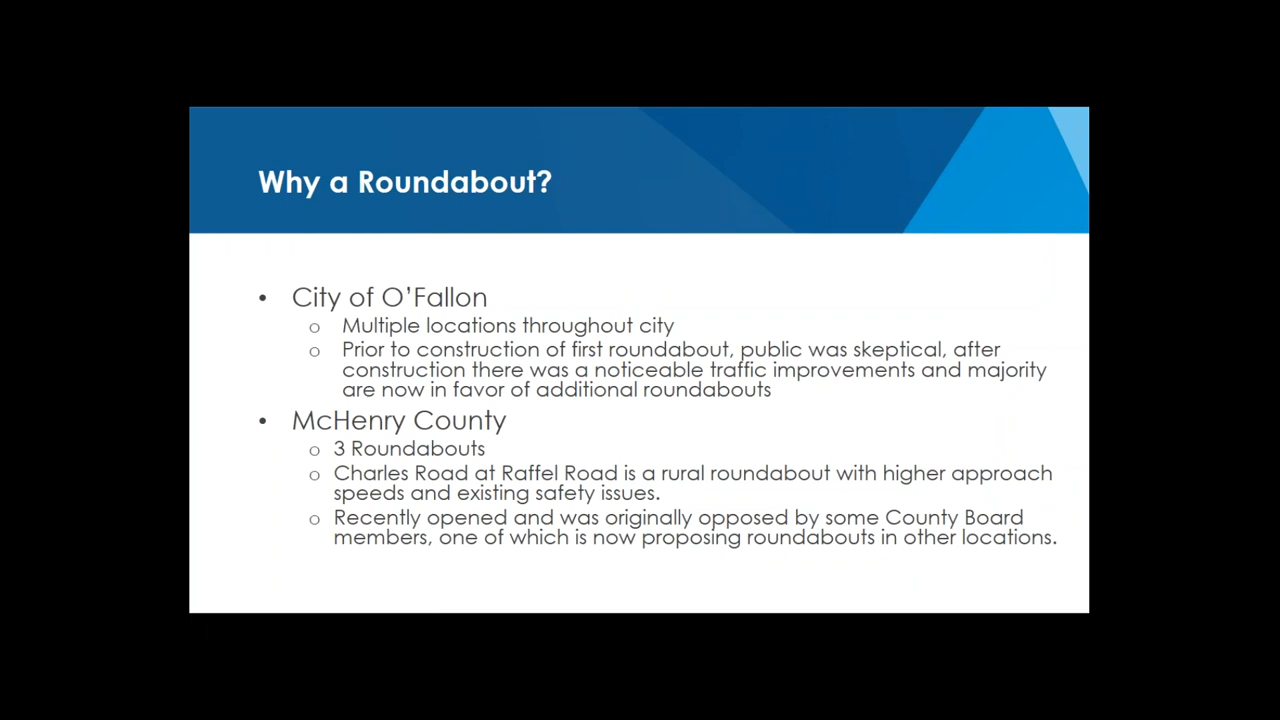 Why a Roundabout?
• City of O'Fallon
o Multiple locations throughout city
o Prior to construction of first roundabout, public was skeptical, after
construction there was a noticeable traffic improvements and majority
are now in favor of additional roundabouts
• McHenry County
o 3 Roundabouts
o Charles Road at Raffel Road is a rural roundabout with higher approach
speeds and existing safety issues.
o Recently opened and was originally opposed by some County Board
members, one of which is now proposing roundabouts in other locations.